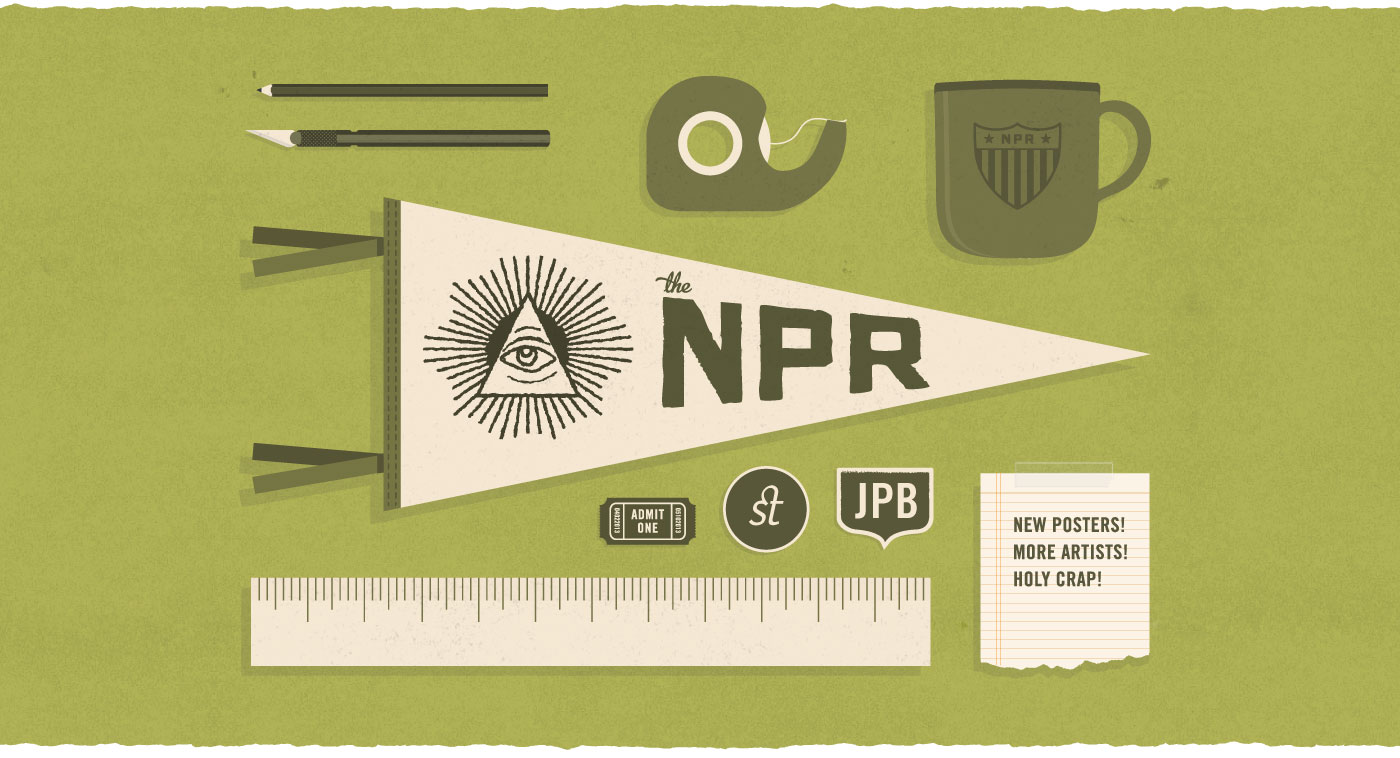 NPR
the
NPR
ADMIT
ONE
st
JPB
NEW POSTERS!
MORE ARTISTS!
HOLY CRAP!